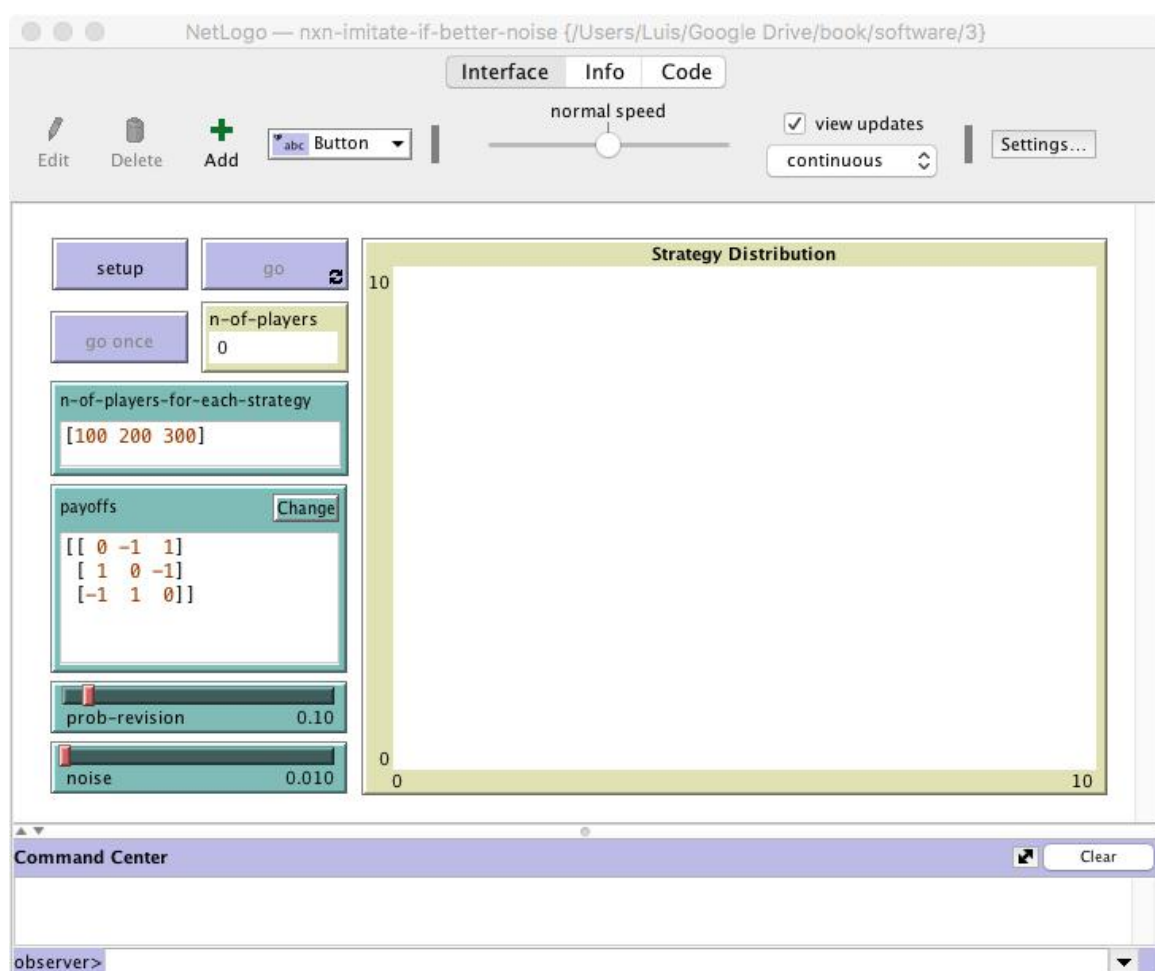 NetLogo — nxn-imitate-if-better-noise {/Users/Luis/Google Drive/book/software/3}
Interface Info Code
normal speed
view updates
Edit Delete Add abc Button continuous Settings...
setup go
Strategy Distribution
10
go once
n-of-players
0
n-of-players-for-each-strategy
[100 200 300]
payoffs Change
[[ 0 -1 1]
[ 1 0 -1]
[-1 1 0]]
prob-revision 0.10
noise 0.010
0
0 10
Command Center Clear
observer>